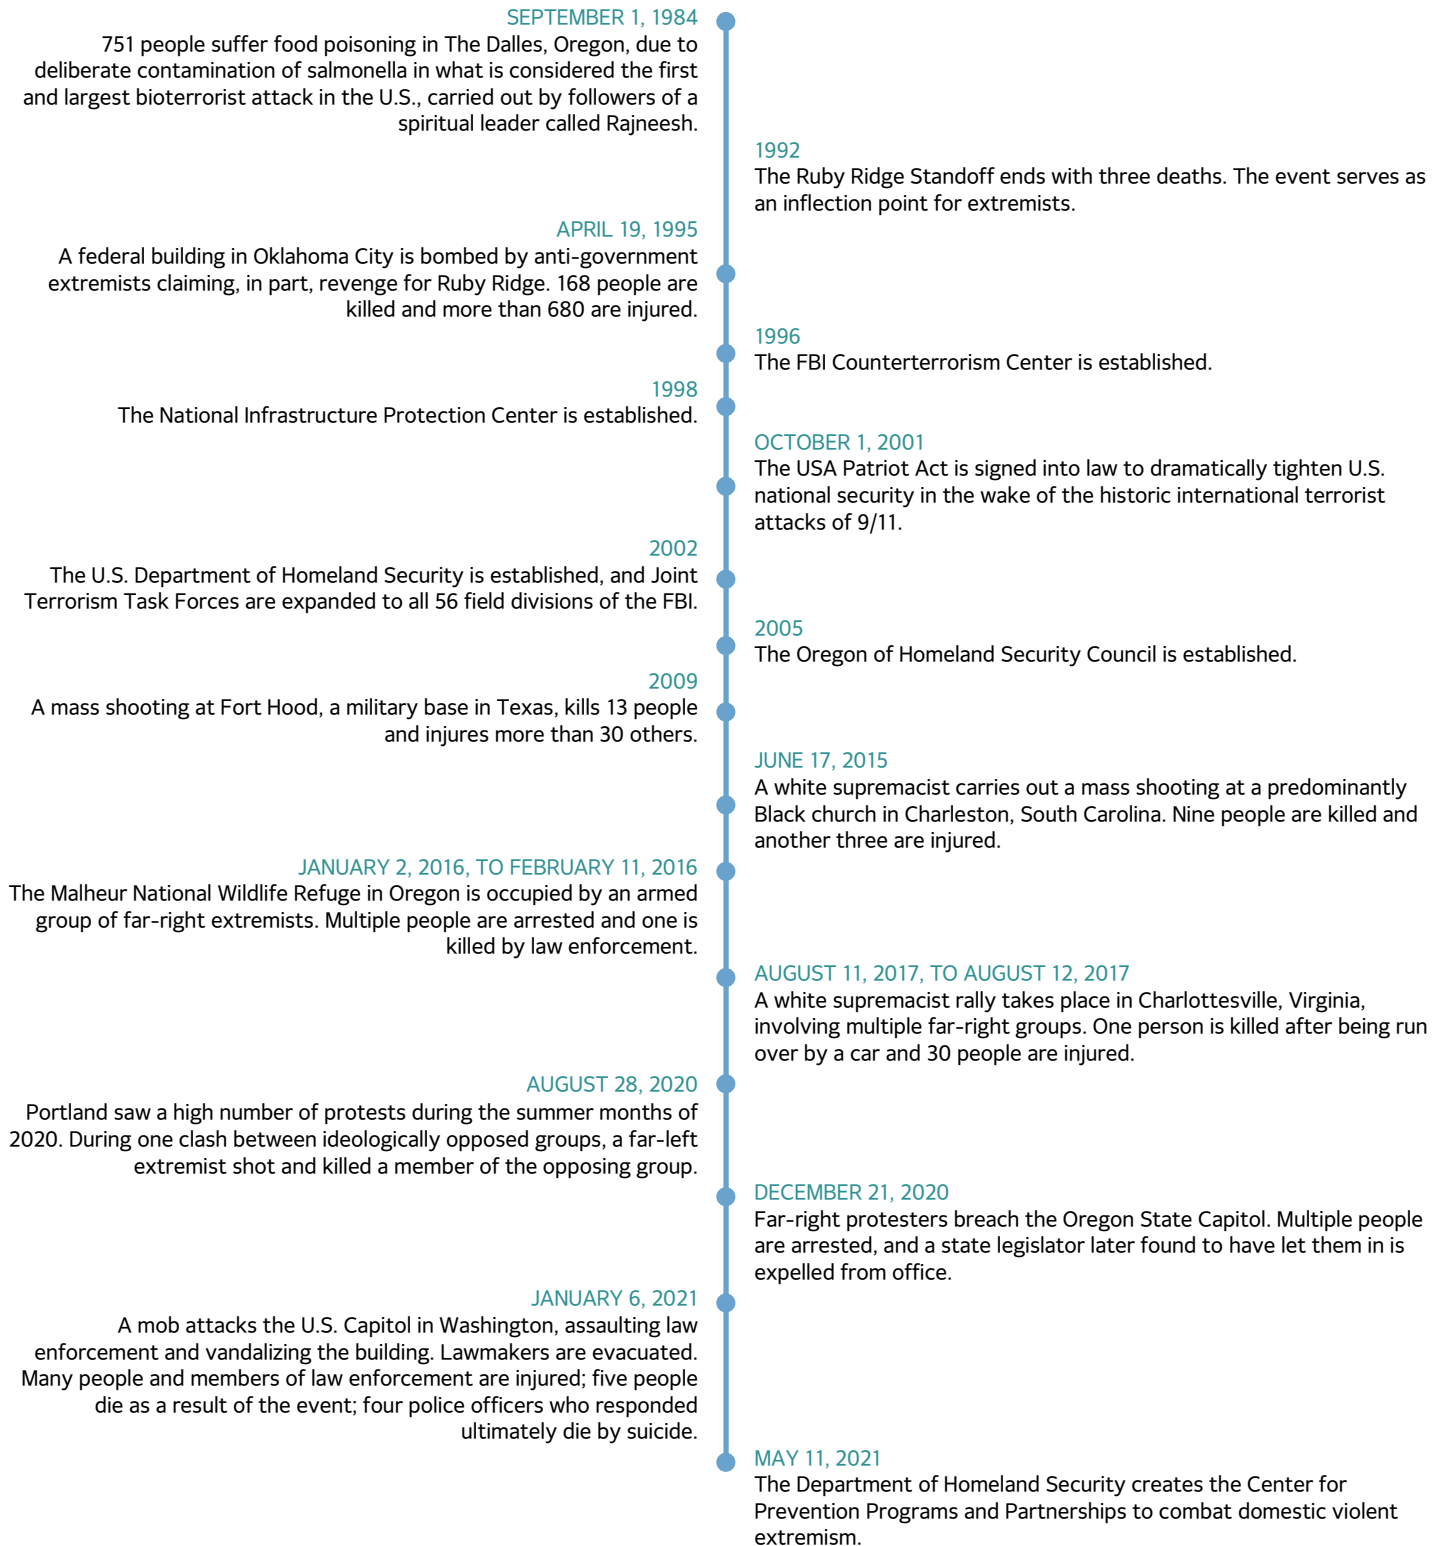 SEPTEMBER 1, 1984
751 people suffer food poisoning in The Dalles, Oregon, due to
deliberate contamination of salmonella in what is considered the first
and largest bioterrorist attack in the U.S., carried out by followers of a
spiritual leader called Rajneesh.
1992
The Ruby Ridge Standoff ends with three deaths. The event serves as
an inflection point for extremists.
APRIL 19, 1995
A federal building in Oklahoma City is bombed by anti-government
extremists claiming, in part, revenge for Ruby Ridge. 168 people are
killed and more than 680 are injured.
1996
The FBI Counterterrorism Center is established.
1998
The National Infrastructure Protection Center is established.
OCTOBER 1, 2001
The USA Patriot Act is signed into law to dramatically tighten U.S.
national security in the wake of the historic international terrorist
attacks of 9/11.
2002
The U.S. Department of Homeland Security is established, and Joint
Terrorism Task Forces are expanded to all 56 field divisions of the FBI.
2005
The Oregon of Homeland Security Council is established.
2009
A mass shooting at Fort Hood, a military base in Texas, kills 13 people
and injures more than 30 others.
JUNE 17, 2015
A white supremacist carries out a mass shooting at a predominantly
Black church in Charleston, South Carolina. Nine people are killed and
another three are injured.
JANUARY 2, 2016, TO FEBRUARY 11, 2016
The Malheur National Wildlife Refuge in Oregon is occupied by an armed
group of far-right extremists. Multiple people are arrested and one is
killed by law enforcement.
AUGUST 11, 2017, TO AUGUST 12, 2017
A white supremacist rally takes place in Charlottesville, Virginia,
involving multiple far-right groups. One person is killed after being run
over by a car and 30 people are injured.
AUGUST 28, 2020
Portland saw a high number of protests during the summer months of
2020. During one clash between ideologically opposed groups, a far-left
extremist shot and killed a member of the opposing group.
DECEMBER 21, 2020
Far-right protesters breach the Oregon State Capitol. Multiple people
are arrested, and a state legislator later found to have let them in is
expelled from office.
JANUARY 6, 2021
A mob attacks the U.S. Capitol in Washington, assaulting law
enforcement and vandalizing the building. Lawmakers are evacuated.
Many people and members of law enforcement are injured; five people
die as a result of the event; four police officers who responded
ultimately die by suicide.
MAY 11, 2021
The Department of Homeland Security creates the Center for
Prevention Programs and Partnerships to combat domestic violent
extremism.